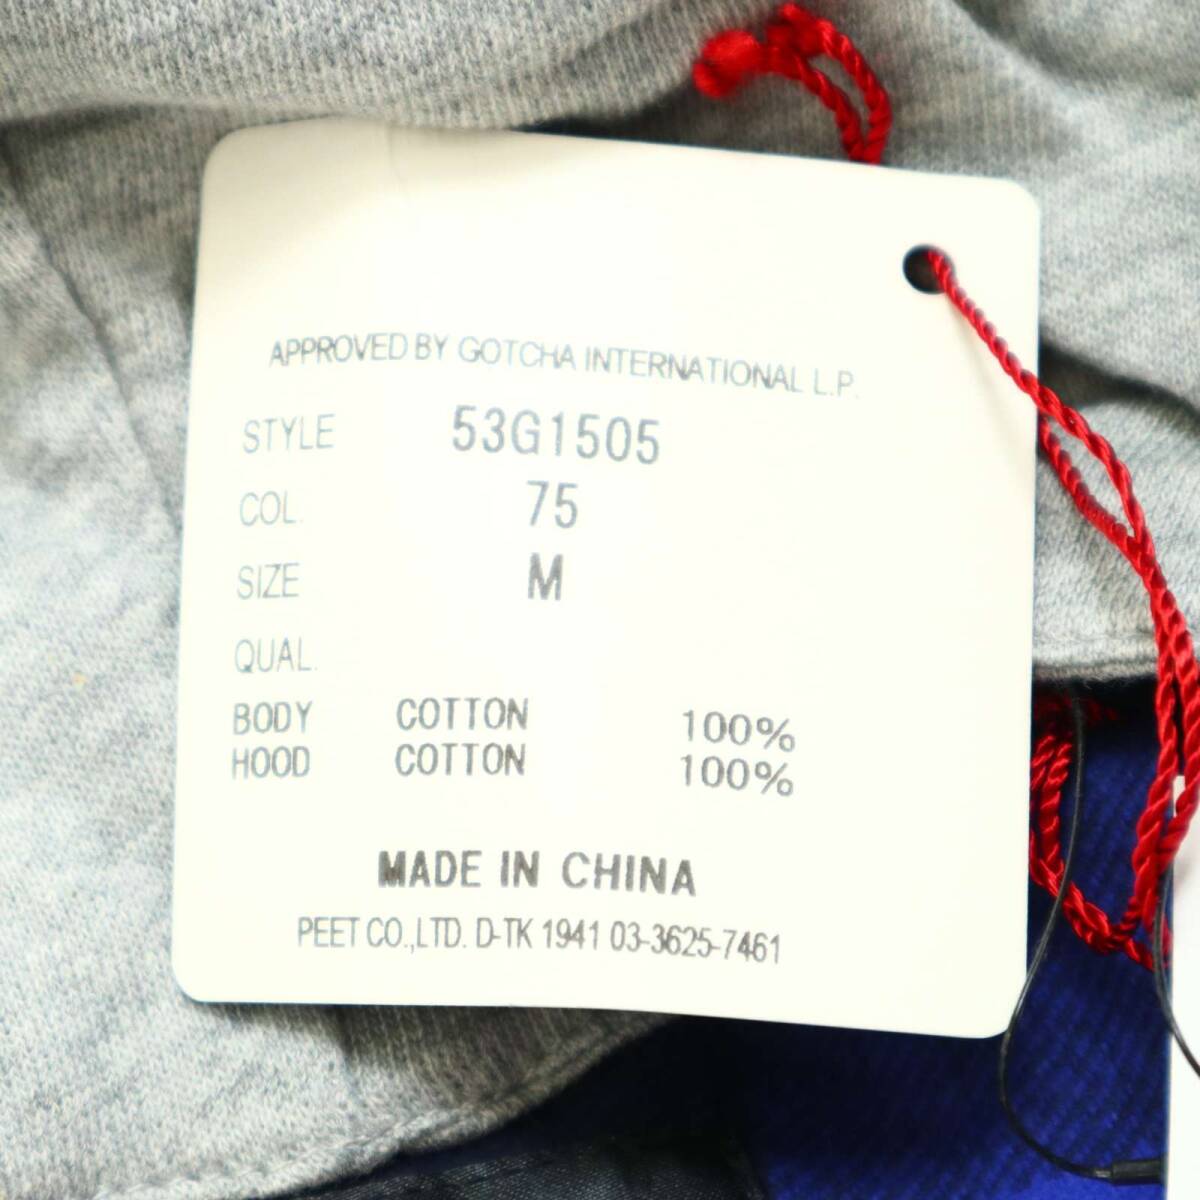 APPROVED BY GOTCHA INTERNATIONAL L.P.
STYLE 53G1505
COL. 75
SIZE M
QUAL.
BODY COTTON 100%
HOOD COTTON 100%
MADE IN CHINA
PEET CO.,LTD. D-TK 1941 03-3625-7461